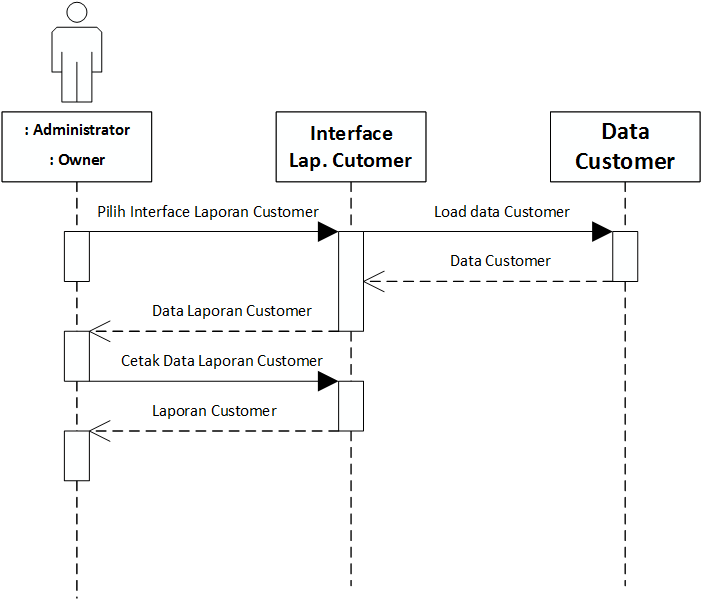 : Administrator
: Owner
Interface
Lap. Cutomer
Data
Customer
Pilih Interface Laporan Customer
Load data Customer
Data Customer
Data Laporan Customer
Cetak Data Laporan Customer
Laporan Customer